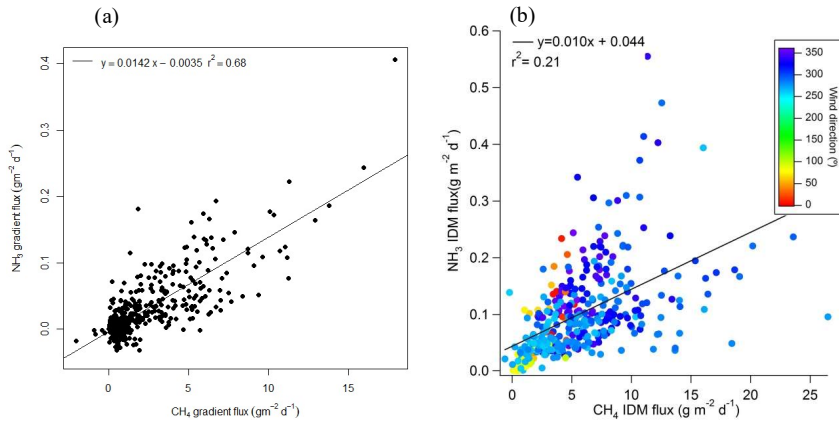 (a)
y = 0.0142 x − 0.0035 r² = 0.68
NH₃ gradient flux (gm⁻² d⁻¹)
0.4
0.3
0.2
0.1
0.0
0 5 10 15
CH₄ gradient flux (gm⁻² d⁻¹)
(b)
y=0.010x + 0.044
r² = 0.21
NH₃ IDM flux(g m⁻² d⁻¹)
0.6
0.5
0.4
0.3
0.2
0.1
0.0
0 5 10 15 20 25
CH₄ IDM flux (g m⁻² d⁻¹)
350
300
250
200
150
100
50
0
Wind direction (º)